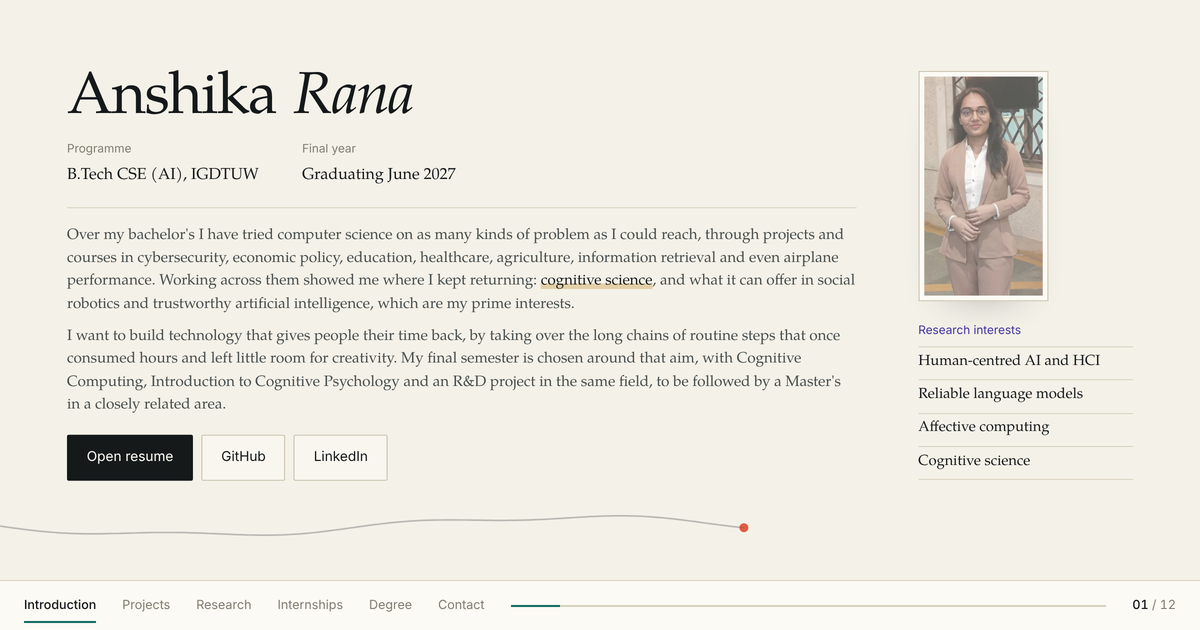 Anshika Rana
Programme
B.Tech CSE (AI), IGDTUW
Final year
Graduating June 2027
Over my bachelor's I have tried computer science on as many kinds of problem as I could reach, through projects and
courses in cybersecurity, economic policy, education, healthcare, agriculture, information retrieval and even airplane
performance. Working across them showed me where I kept returning: cognitive science, and what it can offer in social
robotics and trustworthy artificial intelligence, which are my prime interests.
I want to build technology that gives people their time back, by taking over the long chains of routine steps that once
consumed hours and left little room for creativity. My final semester is chosen around that aim, with Cognitive
Computing, Introduction to Cognitive Psychology and an R&D project in the same field, to be followed by a Master's
in a closely related area.
Open resume
GitHub
LinkedIn
Research interests
Human-centred AI and HCI
Reliable language models
Affective computing
Cognitive science
Introduction
Projects
Research
Internships
Degree
Contact
01 / 12